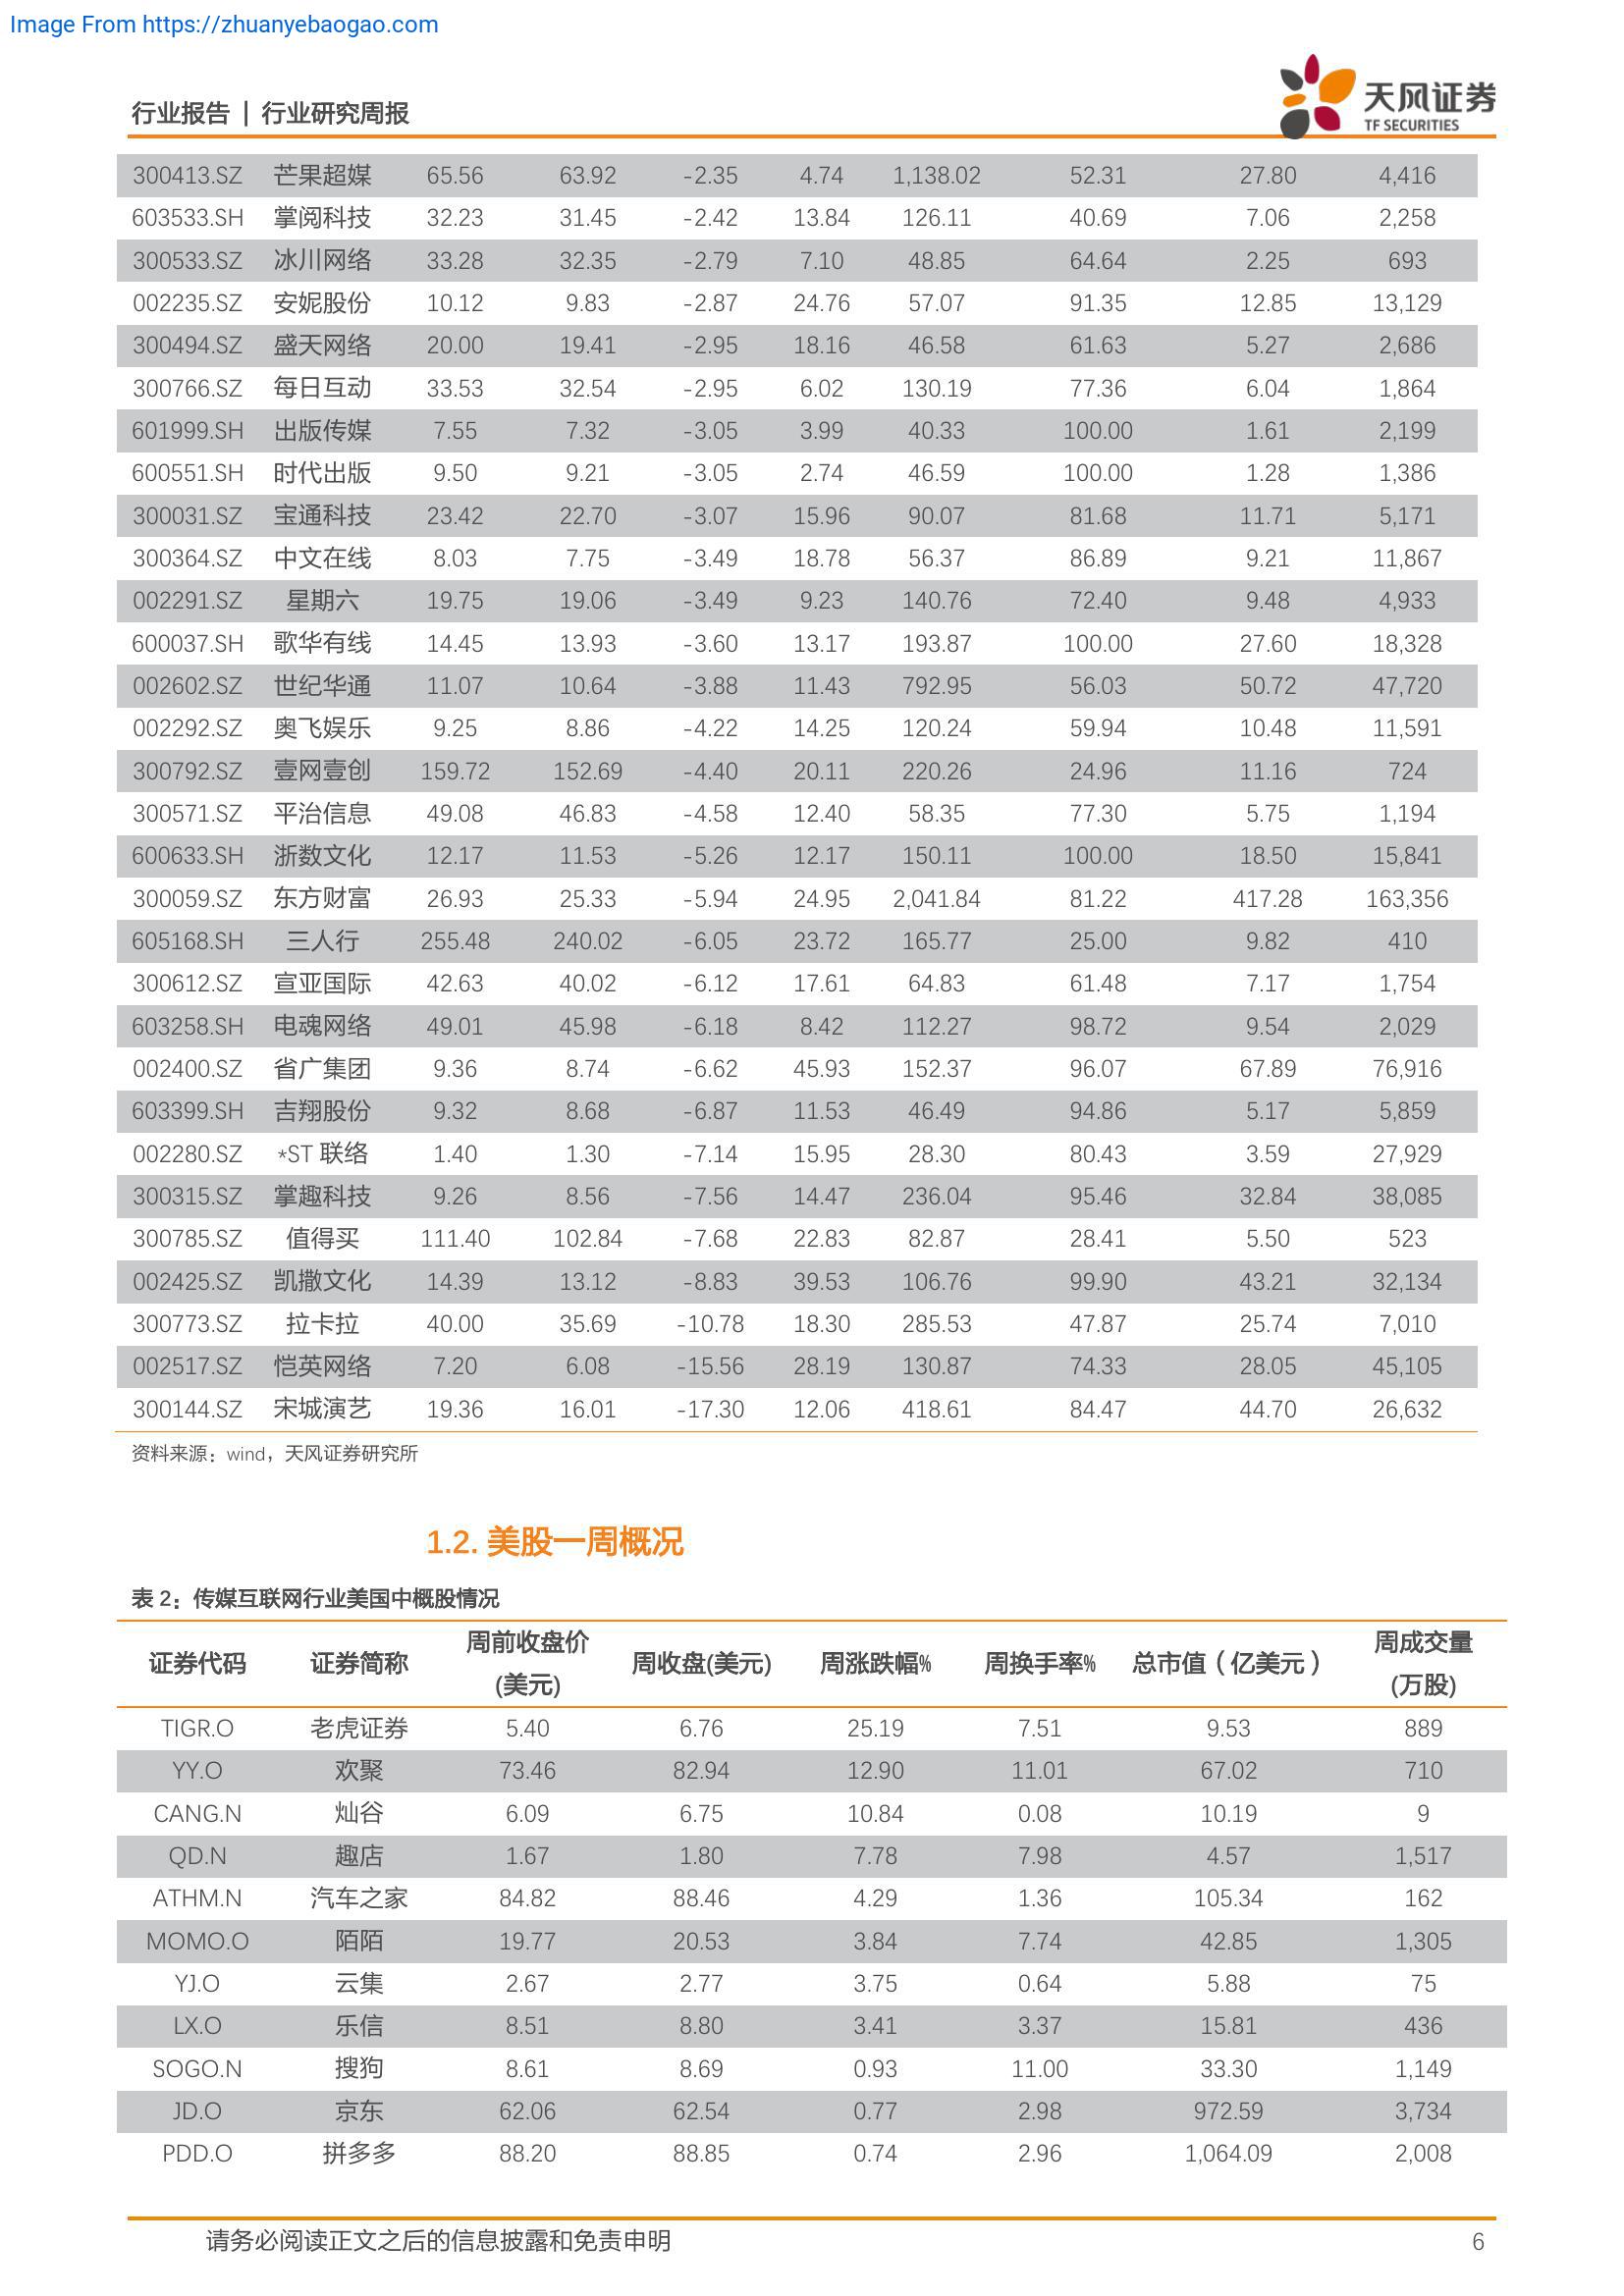 Image From https://zhuanyebaogao.com
天风证券
TF SECURITIES
行业报告 | 行业研究周报
300413.SZ 芒果超媒 65.56 63.92 -2.35 4.74 1,138.02 52.31 27.80 4,416
603533.SH 掌阅科技 32.23 31.45 -2.42 13.84 126.11 40.69 7.06 2,258
300533.SZ 冰川网络 33.28 32.35 -2.79 7.10 48.85 64.64 2.25 693
002235.SZ 安妮股份 10.12 9.83 -2.87 24.76 57.07 91.35 12.85 13,129
300494.SZ 盛天网络 20.00 19.41 -2.95 18.16 46.58 61.63 5.27 2,686
300766.SZ 每日互动 33.53 32.54 -2.95 6.02 130.19 77.36 6.04 1,864
601999.SH 出版传媒 7.55 7.32 -3.05 3.99 40.33 100.00 1.61 2,199
600551.SH 时代出版 9.50 9.21 -3.05 2.74 46.59 100.00 1.28 1,386
300031.SZ 宝通科技 23.42 22.70 -3.07 15.96 90.07 81.68 11.71 5,171
300364.SZ 中文在线 8.03 7.75 -3.49 18.78 56.37 86.89 9.21 11,867
002291.SZ 星期六 19.75 19.06 -3.49 9.23 140.76 72.40 9.48 4,933
600037.SH 歌华有线 14.45 13.93 -3.60 13.17 193.87 100.00 27.60 18,328
002602.SZ 世纪华通 11.07 10.64 -3.88 11.43 792.95 56.03 50.72 47,720
002292.SZ 奥飞娱乐 9.25 8.86 -4.22 14.25 120.24 59.94 10.48 11,591
300792.SZ 壹网壹创 159.72 152.69 -4.40 20.11 220.26 24.96 11.16 724
300571.SZ 平治信息 49.08 46.83 -4.58 12.40 58.35 77.30 5.75 1,194
600633.SH 浙数文化 12.17 11.53 -5.26 12.17 150.11 100.00 18.50 15,841
300059.SZ 东方财富 26.93 25.33 -5.94 24.95 2,041.84 81.22 417.28 163,356
605168.SH 三人行 255.48 240.02 -6.05 23.72 165.77 25.00 9.82 410
300612.SZ 宣亚国际 42.63 40.02 -6.12 17.61 64.83 61.48 7.17 1,754
603258.SH 电魂网络 49.01 45.98 -6.18 8.42 112.27 98.72 9.54 2,029
002400.SZ 省广集团 9.36 8.74 -6.62 45.93 152.37 96.07 67.89 76,916
603399.SH 吉翔股份 9.32 8.68 -6.87 11.53 46.49 94.86 5.17 5,859
002280.SZ *ST 联络 1.40 1.30 -7.14 15.95 28.30 80.43 3.59 27,929
300315.SZ 掌趣科技 9.26 8.56 -7.56 14.47 236.04 95.46 32.84 38,085
300785.SZ 值得买 111.40 102.84 -7.68 22.83 82.87 28.41 5.50 523
002425.SZ 凯撒文化 14.39 13.12 -8.83 39.53 106.76 99.90 43.21 32,134
300773.SZ 拉卡拉 40.00 35.69 -10.78 18.30 285.53 47.87 25.74 7,010
002517.SZ 恺英网络 7.20 6.08 -15.56 28.19 130.87 74.33 28.05 45,105
300144.SZ 宋城演艺 19.36 16.01 -17.30 12.06 418.61 84.47 44.70 26,632
资料来源：wind，天风证券研究所
1.2. 美股一周概况
表 2：传媒互联网行业美国中概股情况
证券代码 证券简称 周前收盘价(美元) 周收盘(美元) 周涨跌幅% 周换手率% 总市值（亿美元） 周成交量(万股)
TIGR.O 老虎证券 5.40 6.76 25.19 7.51 9.53 889
YY.O 欢聚 73.46 82.94 12.90 11.01 67.02 710
CANG.N 灿谷 6.09 6.75 10.84 0.08 10.19 9
QD.N 趣店 1.67 1.80 7.78 7.98 4.57 1,517
ATHM.N 汽车之家 84.82 88.46 4.29 1.36 105.34 162
MOMO.O 陌陌 19.77 20.53 3.84 7.74 42.85 1,305
YJ.O 云集 2.67 2.77 3.75 0.64 5.88 75
LX.O 乐信 8.51 8.80 3.41 3.37 15.81 436
SOGO.N 搜狗 8.61 8.69 0.93 11.00 33.30 1,149
JD.O 京东 62.06 62.54 0.77 2.98 972.59 3,734
PDD.O 拼多多 88.20 88.85 0.74 2.96 1,064.09 2,008
请务必阅读正文之后的信息披露和免责申明 6